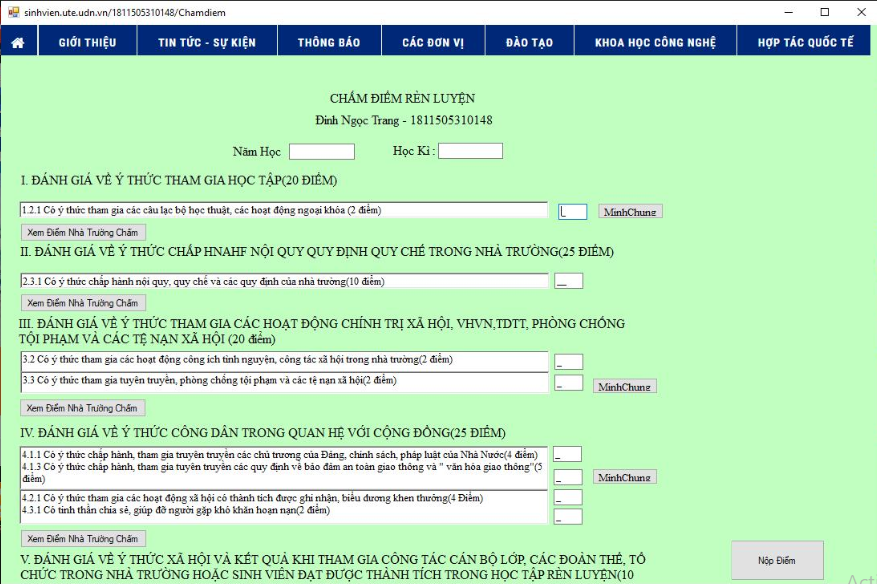 sinhvien.ute.udn.vn/1811505310148/Chamdiem
GIỚI THIỆU TIN TỨC - SỰ KIỆN THÔNG BÁO CÁC ĐƠN VỊ ĐÀO TẠO KHOA HỌC CÔNG NGHỆ HỢP TÁC QUỐC TẾ
CHẤM ĐIỂM RÈN LUYỆN
Đinh Ngọc Trang - 1811505310148
Năm Học Học Kì :
I. ĐÁNH GIÁ VỀ Ý THỨC THAM GIA HỌC TẬP(20 ĐIỂM)
1.2.1 Có ý thức tham gia các câu lạc bộ học thuật, các hoạt động ngoại khóa (2 điểm)
MinhChung
Xem Điểm Nhà Trường Chấm
II. ĐÁNH GIÁ VỀ Ý THỨC CHẤP HNAHF NỘI QUY QUY ĐỊNH QUY CHẾ TRONG NHÀ TRƯỜNG(25 ĐIỂM)
2.3.1 Có ý thức chấp hành nội quy, quy chế và các quy định của nhà trường(10 điểm)
Xem Điểm Nhà Trường Chấm
III. ĐÁNH GIÁ VỀ Ý THỨC THAM GIA CÁC HOẠT ĐỘNG CHÍNH TRỊ XÃ HỘI, VHVN,TDTT, PHÒNG CHỐNG
TỘI PHẠM VÀ CÁC TỆ NẠN XÃ HỘI (20 điểm)
3.2 Có ý thức tham gia các hoạt động công ích tình nguyện, công tác xã hội trong nhà trường(2 điểm)
3.3 Có ý thức tham gia tuyên truyền, phòng chống tội phạm và các tệ nạn xã hội(2 điểm)
MinhChung
Xem Điểm Nhà Trường Chấm
IV. ĐÁNH GIÁ VỀ Ý THỨC CÔNG DÂN TRONG QUAN HỆ VỚI CỘNG ĐỒNG(25 ĐIỂM)
4.1.1 Có ý thức chấp hành, tham gia truyên truyền các chủ trương của Đảng, chính sách, pháp luật của Nhà Nước(4 điểm)
4.1.3 Có ý thức chấp hành, tham gia tuyên truyền các quy định về bảo đảm an toàn giao thông và " văn hóa giao thông"(5
điểm)
MinhChung
4.2.1 Có ý thức tham gia các hoạt động xã hội có thành tích được ghi nhận, biểu dương khen thưởng(4 Điểm)
4.3.1 Có tinh thần chia sẻ, giúp đỡ người gặp khó khăn hoạn nạn(2 điểm)
Xem Điểm Nhà Trường Chấm
V. ĐÁNH GIÁ VỀ Ý THỨC XÃ HỘI VÀ KẾT QUẢ KHI THAM GIA CÔNG TÁC CÁN BỘ LỚP, CÁC ĐOÀN THỂ, TỔ
CHỨC TRONG NHÀ TRƯỜNG HOẶC SINH VIÊN ĐẠT ĐƯỢC THÀNH TÍCH TRONG HỌC TẬP RÈN LUYỆN(10
Nộp Điểm